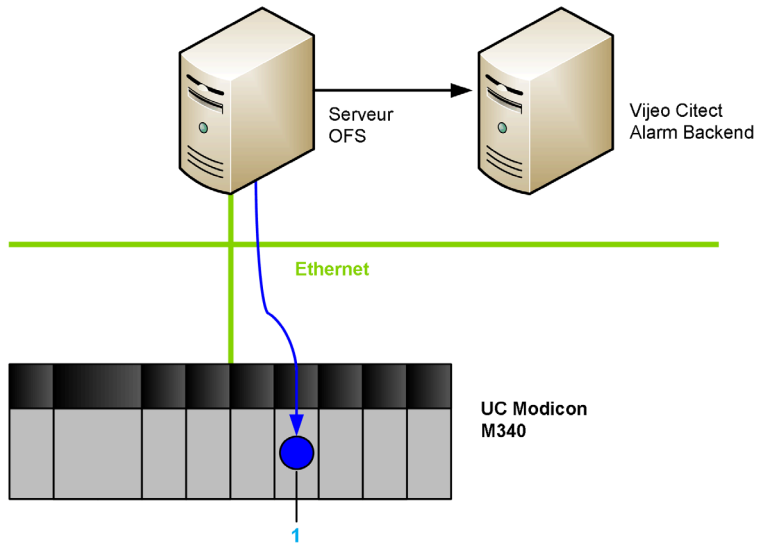 Serveur
OFS
Vijeo Citect
Alarm Backend
Ethernet
UC Modicon
M340
1